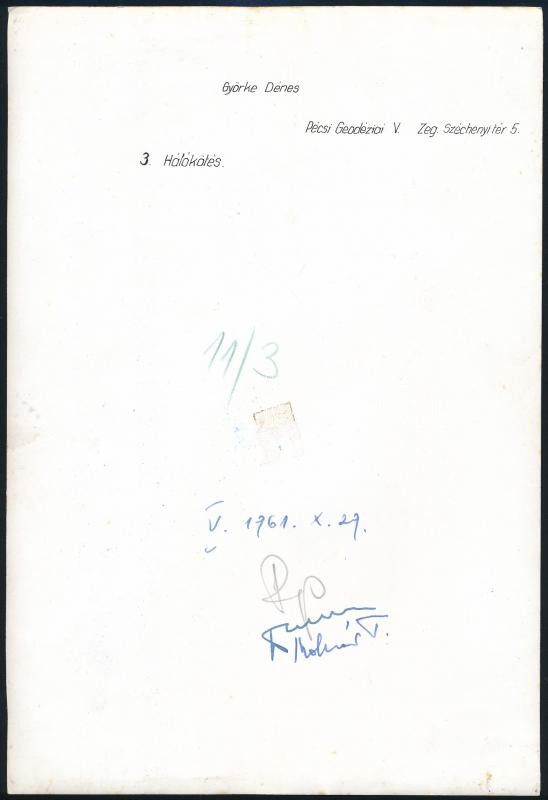 Györke Dénes
Pécsi Geodéziai V. Zeg. Széchenyi tér 5.
3. Hálókötés.
11/3
V. 1961. X. 27.